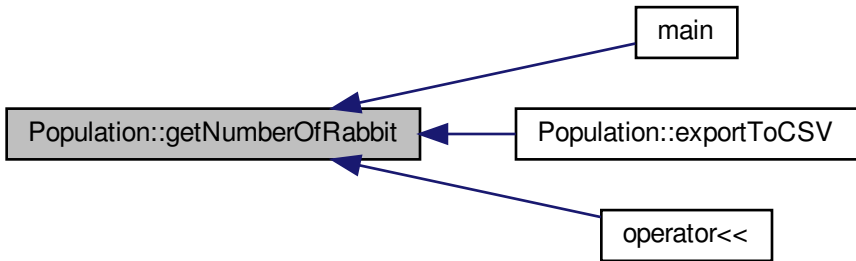 main
Population::getNumberOfRabbit
Population::exportToCSV
operator<<